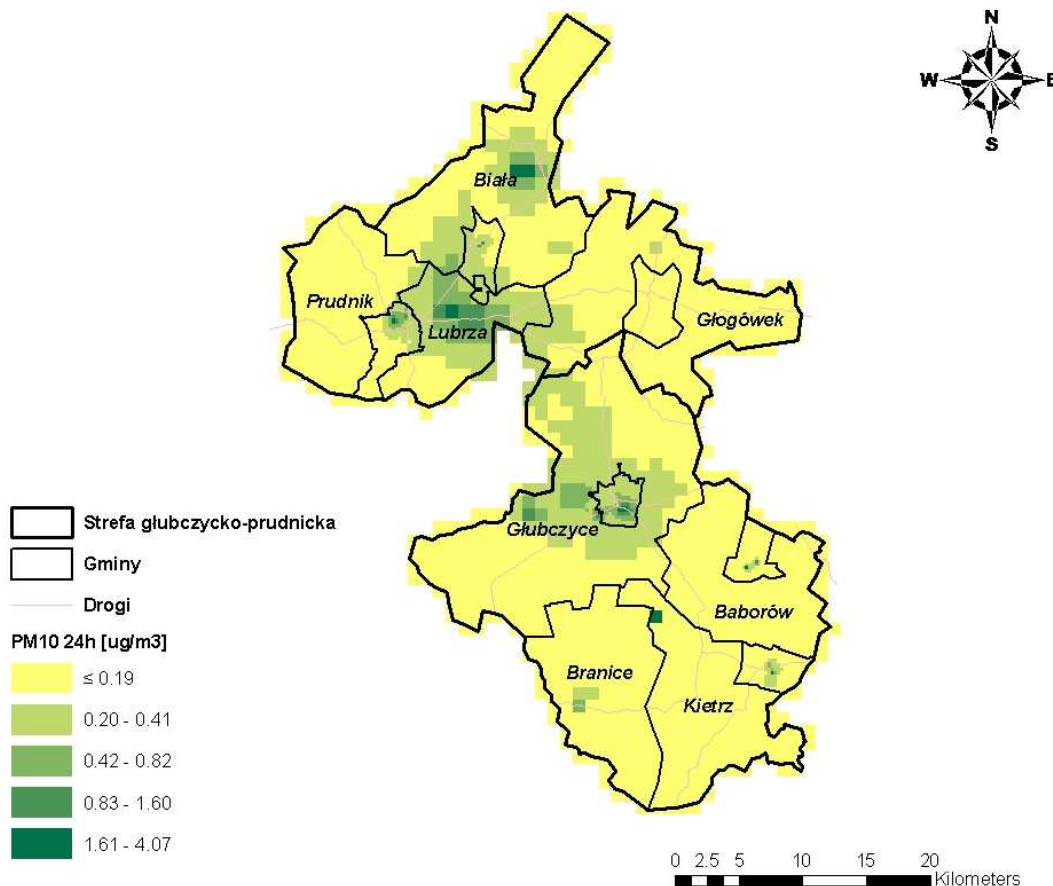 N
W
E
S
Biała
Prudnik
Lubrza
Głogówek
Głubczyce
Baborów
Branice
Kietrz
Strefa głubczycko-prudnicka
Gminy
Drogi
PM10 24h [ug/m3]
≤ 0.19
0.20 - 0.41
0.42 - 0.82
0.83 - 1.60
1.61 - 4.07
0 2.5 5 10 15 20
Kilometers